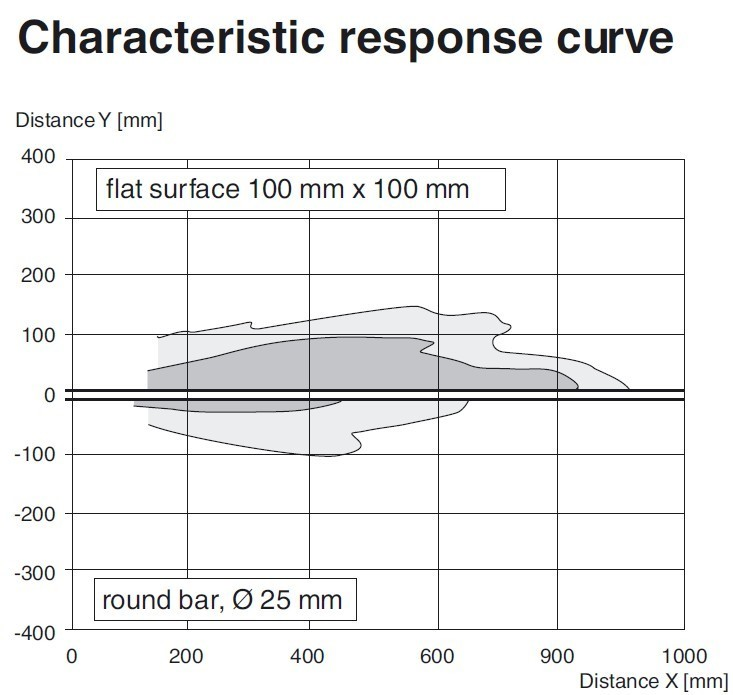 Characteristic response curve
Distance Y [mm]
400
flat surface 100 mm x 100 mm
300
200
100
0
-100
-200
-300
round bar, Ø 25 mm
-400
0 200 400 600 900 1000
Distance X [mm]